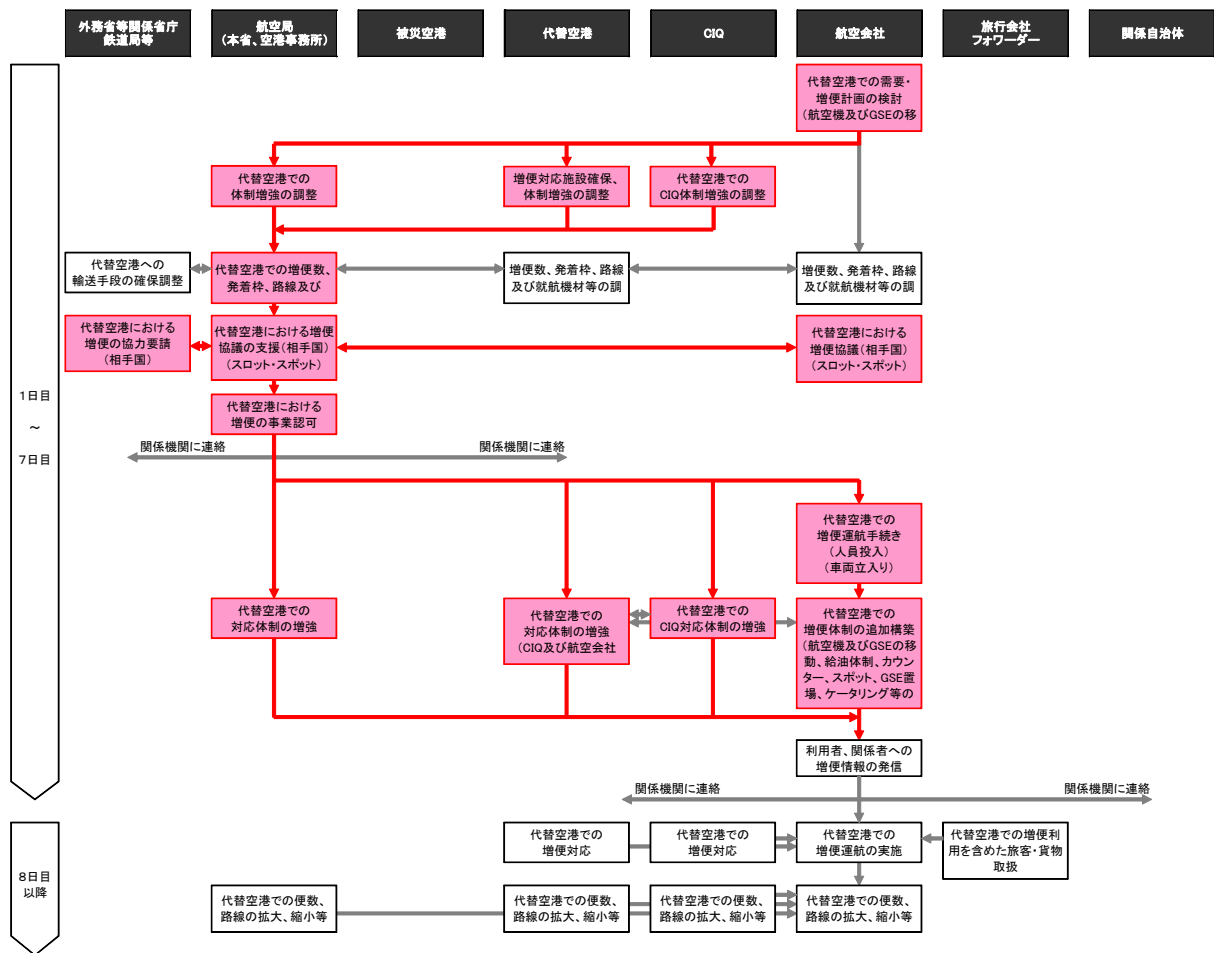 外務省等関係省庁
鉄道局等
航空局
（本省、空港事務所）
被災空港
代替空港
CIQ
航空会社
旅行会社
フォワーダー
関係自治体
代替空港での需要・
増便計画の検討
（航空機及びGSEの移
代替空港での
体制増強の調整
増便対応施設確保、
体制増強の調整
代替空港での
CIQ体制増強の調整
代替空港への
輸送手段の確保調整
代替空港での増便数、
発着枠、路線及び
増便数、発着枠、路線
及び就航機材等の調
増便数、発着枠、路線
及び就航機材等の調
代替空港における
増便の協力要請
（相手国）
代替空港における増便
協議の支援（相手国）
（スロット・スポット）
代替空港における
増便協議（相手国）
（スロット・スポット）
1日目
～
7日目
代替空港における
増便の事業認可
関係機関に連絡
関係機関に連絡
代替空港での
増便運航手続き
（人員投入）
（車両立入り）
代替空港での
対応体制の増強
代替空港での
対応体制の増強
（CIQ及び航空会社
代替空港での
CIQ対応体制の増強
代替空港での
増便体制の追加構築
（航空機及びGSEの移
動、給油体制、カウン
ター、スポット、GSE置
場、ケータリング等の
利用者、関係者への
増便情報の発信
関係機関に連絡
関係機関に連絡
8日目
以降
代替空港での
増便対応
代替空港での
増便対応
代替空港での
増便運航の実施
代替空港での増便利
用を含めた旅客・貨物
取扱
代替空港での便数、
路線の拡大、縮小等
代替空港での便数、
路線の拡大、縮小等
代替空港での便数、
路線の拡大、縮小等
代替空港での便数、
路線の拡大、縮小等